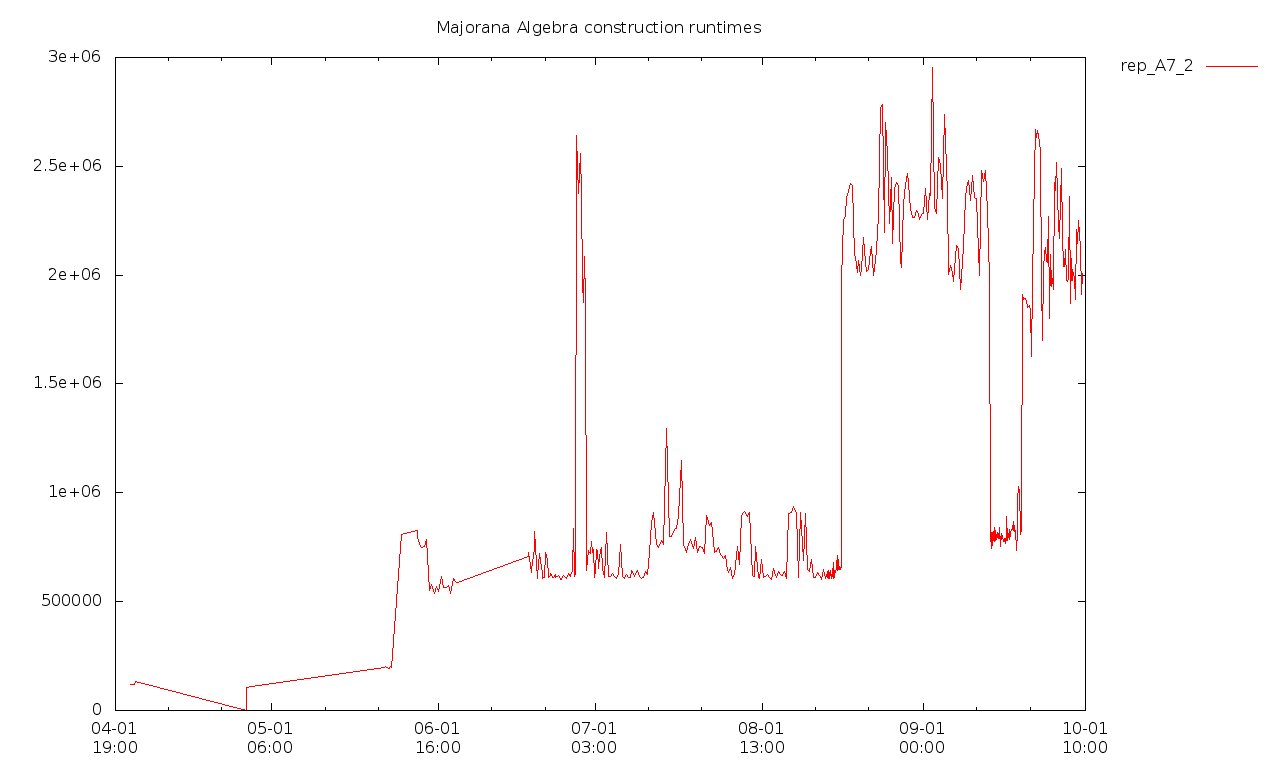 Majorana Algebra construction runtimes
rep_A7_2
3e+06
2.5e+06
2e+06
1.5e+06
1e+06
500000
0
04-01 05-01 06-01 07-01 08-01 09-01 10-01
19:00 06:00 16:00 03:00 13:00 00:00 10:00